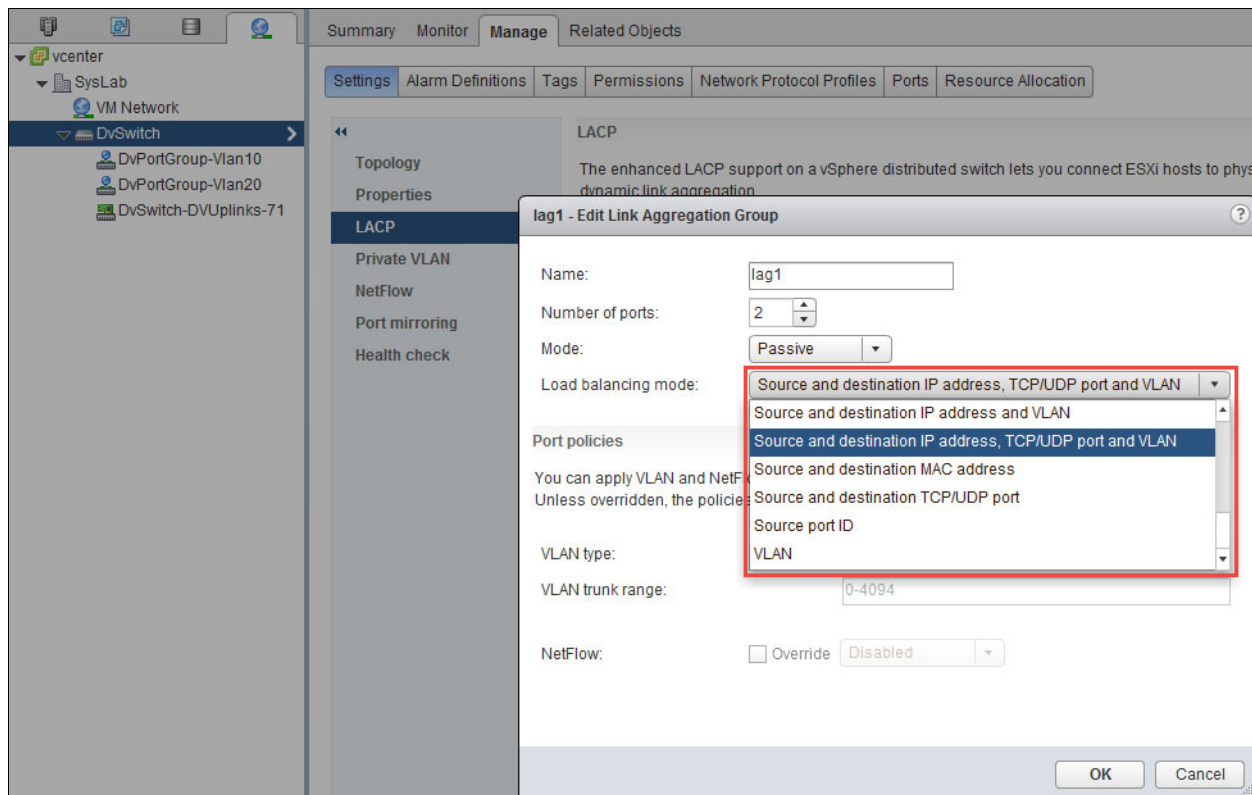 Summary Monitor Manage Related Objects
vcenter
SysLab
VM Network
DvSwitch
DvPortGroup-Vlan10
DvPortGroup-Vlan20
DvSwitch-DVUplinks-71
Settings Alarm Definitions Tags Permissions Network Protocol Profiles Ports Resource Allocation
Topology
Properties
LACP
Private VLAN
NetFlow
Port mirroring
Health check
LACP
The enhanced LACP support on a vSphere distributed switch lets you connect ESXi hosts to phys
dynamic link aggregation
lag1 - Edit Link Aggregation Group ?
Name: lag1
Number of ports: 2
Mode: Passive
Load balancing mode: Source and destination IP address, TCP/UDP port and VLAN
Source and destination IP address and VLAN
Source and destination IP address, TCP/UDP port and VLAN
Source and destination MAC address
Source and destination TCP/UDP port
Source port ID
VLAN
Port policies
You can apply VLAN and NetFl
Unless overridden, the policies
VLAN type:
VLAN trunk range: 0-4094
NetFlow: Override Disabled
OK Cancel